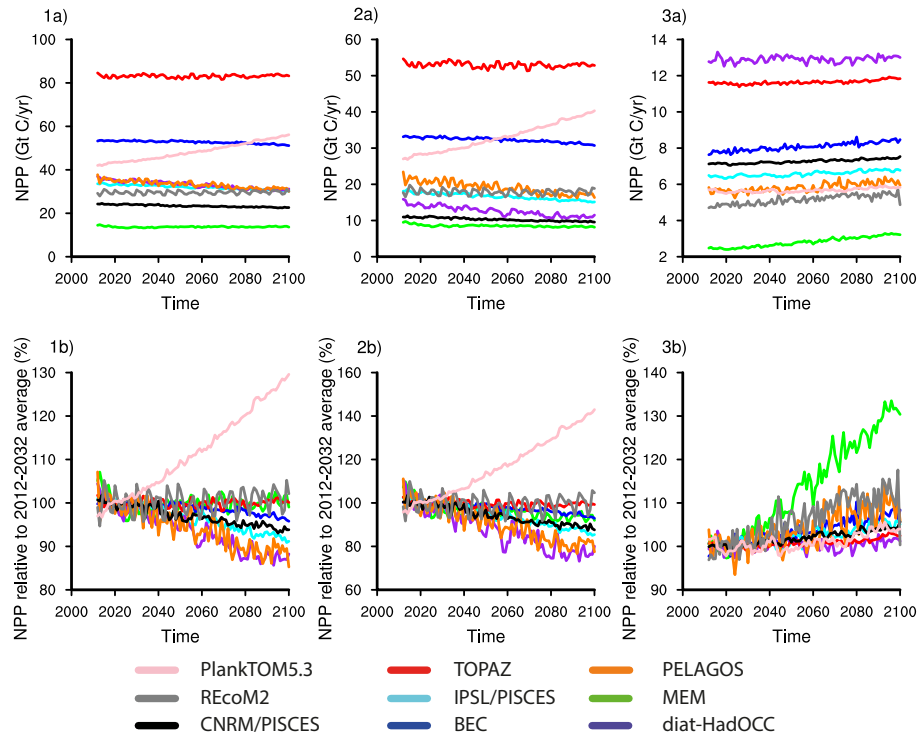 1a)
NPP (Gt C/yr)
100
80
60
40
20
0
2000 2020 2040 2060 2080 2100
Time
2a)
NPP (Gt C/yr)
60
50
40
30
20
10
0
2000 2020 2040 2060 2080 2100
Time
3a)
NPP (Gt C/yr)
14
12
10
8
6
4
2
2000 2020 2040 2060 2080 2100
Time
1b)
NPP relative to 2012-2032 average (%)
130
120
110
100
90
80
2000 2020 2040 2060 2080 2100
Time
2b)
NPP relative to 2012-2032 average (%)
160
140
120
100
80
60
2000 2020 2040 2060 2080 2100
Time
3b)
NPP relative to 2012-2032 average (%)
140
130
120
110
100
90
2000 2020 2040 2060 2080 2100
Time
PlankTOM5.3
TOPAZ
PELAGOS
REcoM2
IPSL/PISCES
MEM
CNRM/PISCES
BEC
diat-HadOCC